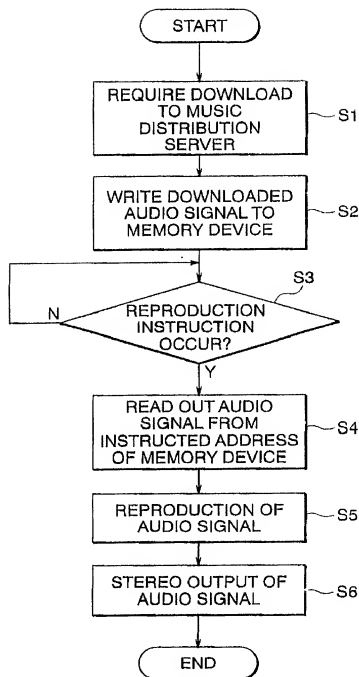 START
REQUIRE DOWNLOAD
TO MUSIC
DISTRIBUTION
SERVER
S1
WRITE DOWNLOADED
AUDIO SIGNAL TO
MEMORY DEVICE
S2
S3
N
REPRODUCTION
INSTRUCTION
OCCUR?
Y
READ OUT AUDIO
SIGNAL FROM
INSTRUCTED ADDRESS
OF MEMORY DEVICE
S4
REPRODUCTION OF
AUDIO SIGNAL
S5
STEREO OUTPUT OF
AUDIO SIGNAL
S6
END